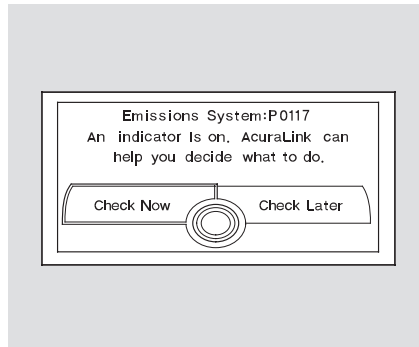 Emissions System:P0117
An indicator Is on. AcuraLink can
help you decide what to do.
Check Now
Check Later